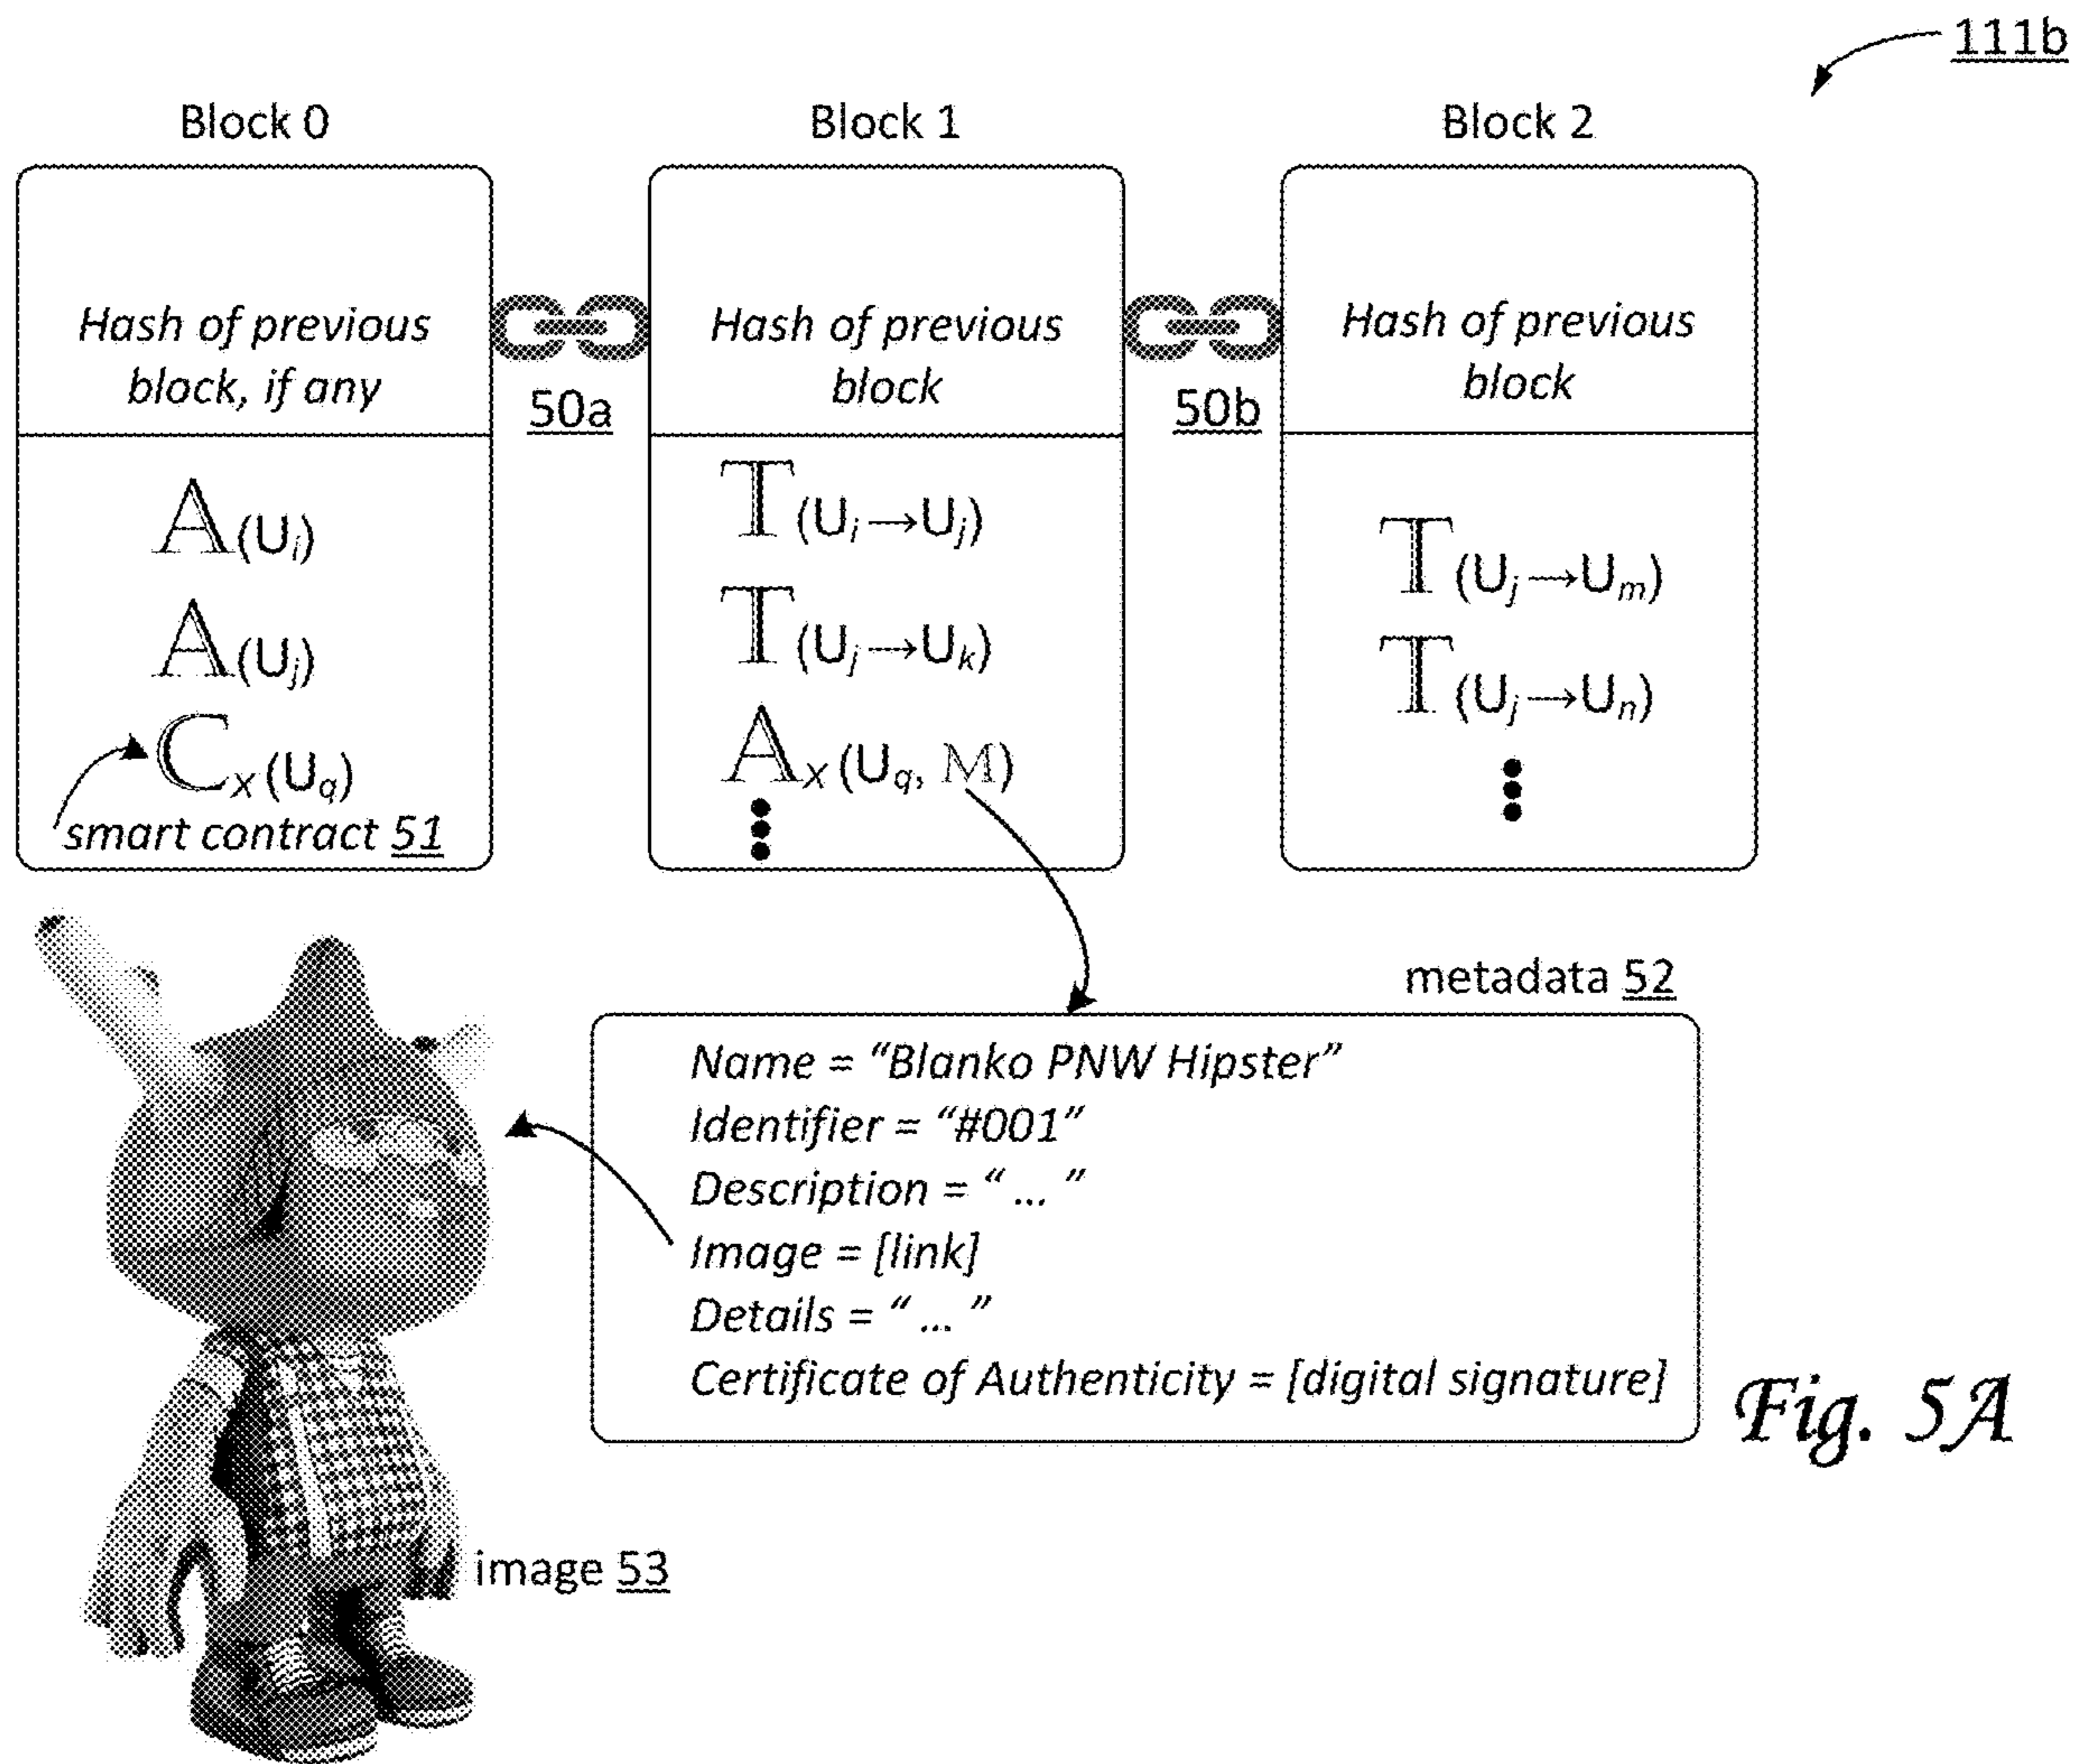 111b
Block 0
Hash of previous
block, if any
𝔸(Uᵢ)
𝔸(Uⱼ)
ℂₓ(U_q)
smart contract 51
50a
Block 1
Hash of previous
block
𝕋(Uᵢ→Uⱼ)
𝕋(Uⱼ→Uₖ)
𝔸ₓ(U_q, 𝕄)
50b
Block 2
Hash of previous
block
𝕋(Uⱼ→Uₘ)
𝕋(Uⱼ→Uₙ)
metadata 52
Name = “Blanko PNW Hipster”
Identifier = “#001”
Description = “ ... ”
Image = [link]
Details = “ ... ”
Certificate of Authenticity = [digital signature]
image 53
Fig. 5A